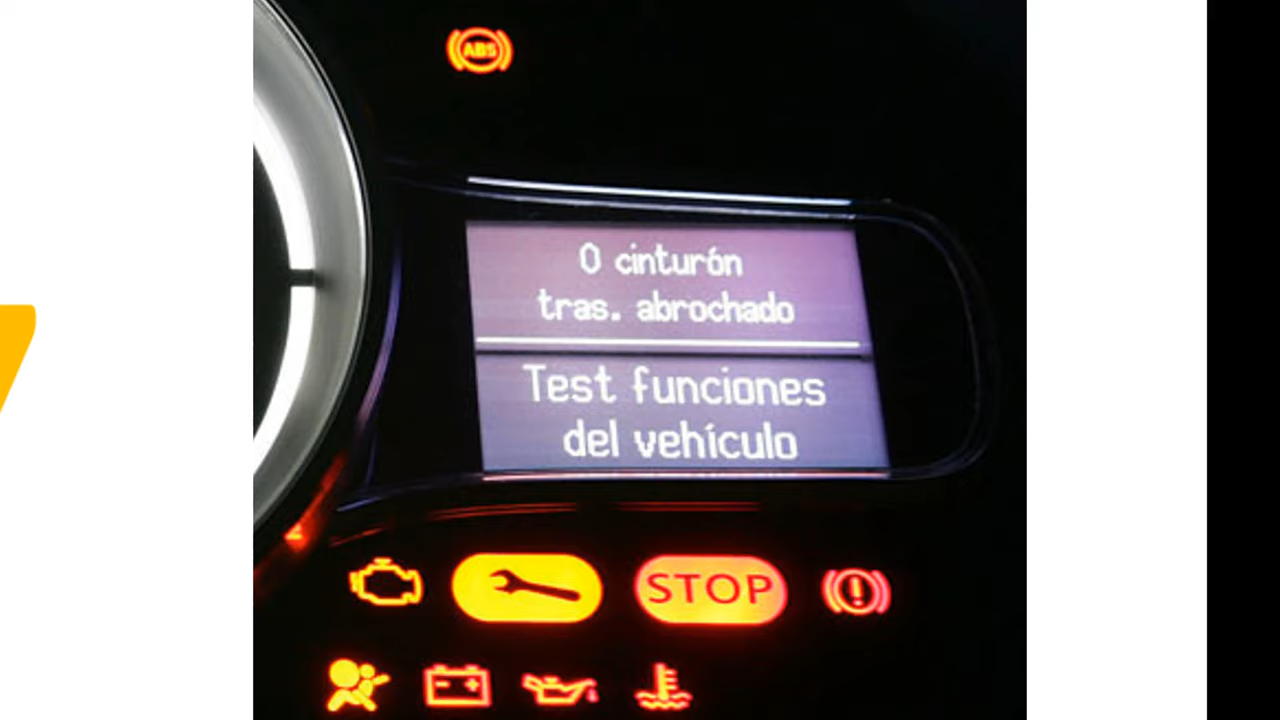 ABS
0 cinturón
tras. abrochado
Test funciones
del vehículo
STOP